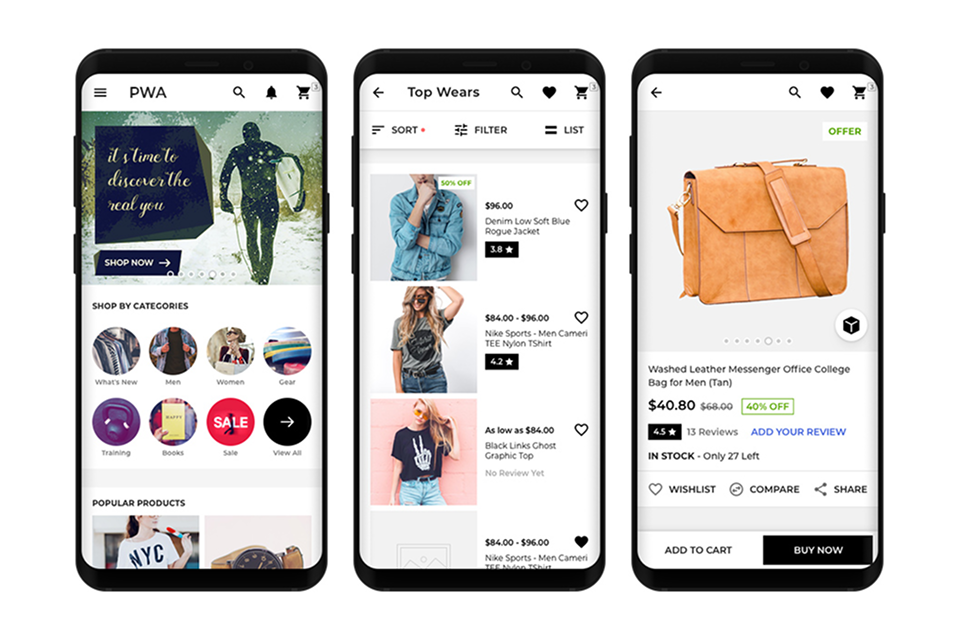 PWA
3
it's time to
discover the
real you
SHOP NOW
SHOP BY CATEGORIES
What's New
Men
Women
Gear
HAPPY
SALE
Training
Books
Sale
View All
POPULAR PRODUCTS
NYC
Top Wears
3
SORT
FILTER
LIST
50% OFF
$96.00
Denim Low Soft Blue
Rogue Jacket
3.8
$84.00 - $96.00
Nike Sports - Men Cameri
TEE Nylon TShirt
4.2
As low as $84.00
Black Links Ghost
Graphic Top
No Review Yet
$84.00 - $96.00
Nike Sports - Men Cameri
TEE Nylon TShirt
3
OFFER
Washed Leather Messenger Office College
Bag for Men (Tan)
$40.80 $68.00 40% OFF
4.5 13 Reviews ADD YOUR REVIEW
IN STOCK - Only 27 Left
WISHLIST
COMPARE
SHARE
ADD TO CART
BUY NOW